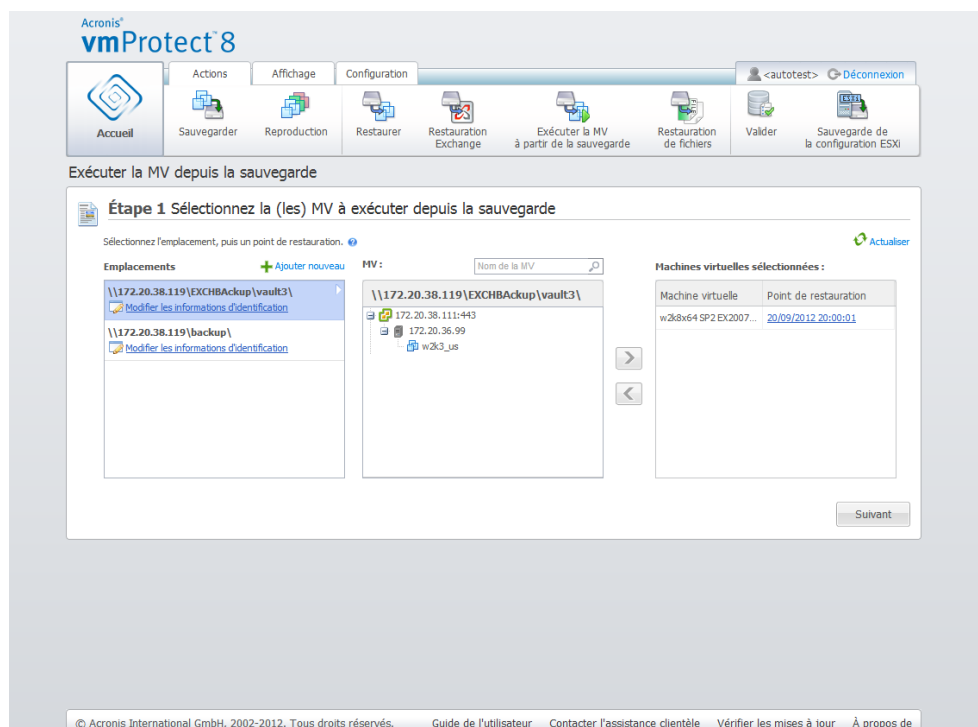 Acronis®
vmProtect™8
Actions
Affichage
Configuration
<autotest>
Déconnexion
Accueil
Sauvegarder
Reproduction
Restaurer
Restauration
Exchange
Exécuter la MV
à partir de la sauvegarde
Restauration
de fichiers
Valider
Sauvegarde de
la configuration ESXi
Exécuter la MV depuis la sauvegarde
Étape 1 Sélectionnez la (les) MV à exécuter depuis la sauvegarde
Sélectionnez l'emplacement, puis un point de restauration.
Actualiser
Emplacements
Ajouter nouveau
\\172.20.38.119\EXCHBAckup\vault3\
Modifier les informations d'identification
\\172.20.38.119\backup\
Modifier les informations d'identification
MV :
Nom de la MV
\\172.20.38.119\EXCHBAckup\vault3\
172.20.38.111:443
172.20.36.99
w2k3_us
Machines virtuelles sélectionnées :
Machine virtuelle
Point de restauration
w2k8x64 SP2 EX2007...
20/09/2012 20:00:01
Suivant
© Acronis International GmbH, 2002-2012. Tous droits réservés.
Guide de l'utilisateur
Contacter l'assistance clientèle
Vérifier les mises à jour
À propos de